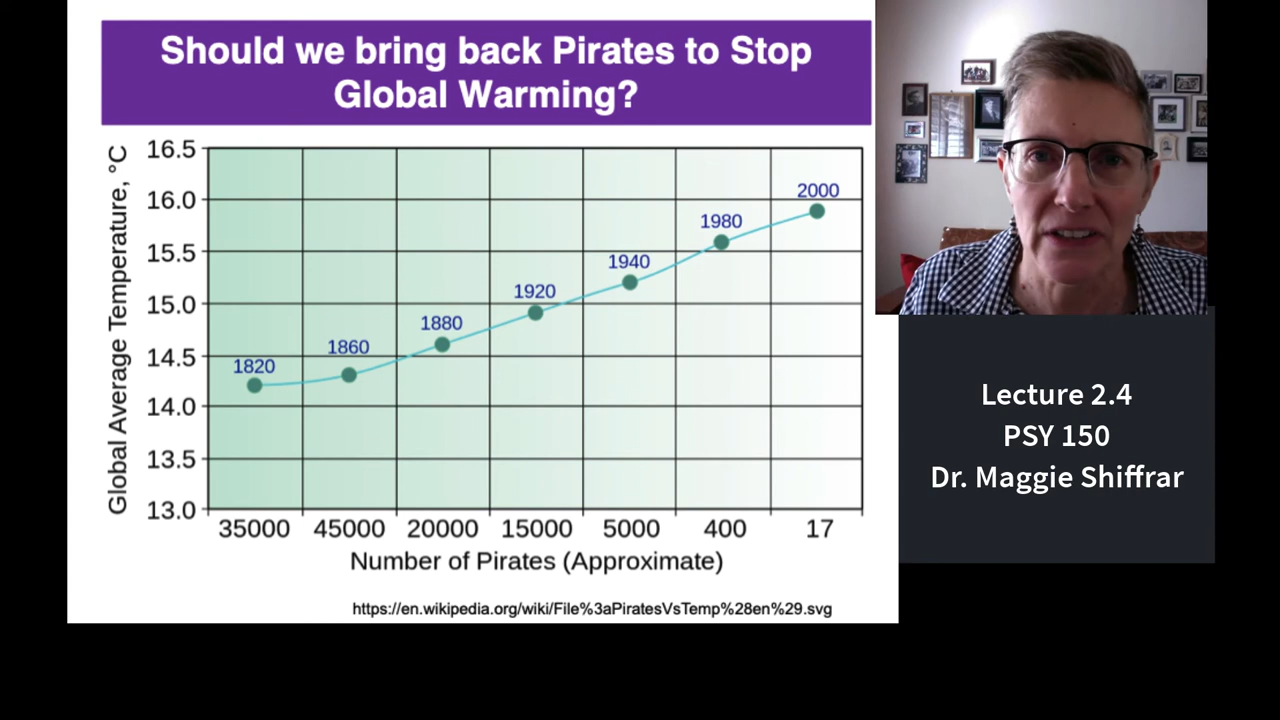 Should we bring back Pirates to Stop
Global Warming?
Global Average Temperature, °C
16.5
16.0
15.5
15.0
14.5
14.0
13.5
13.0
1820
1860
1880
1920
1940
1980
2000
35000 45000 20000 15000 5000 400 17
Number of Pirates (Approximate)
https://en.wikipedia.org/wiki/File%3aPiratesVsTemp%28en%29.svg
Lecture 2.4
PSY 150
Dr. Maggie Shiffrar